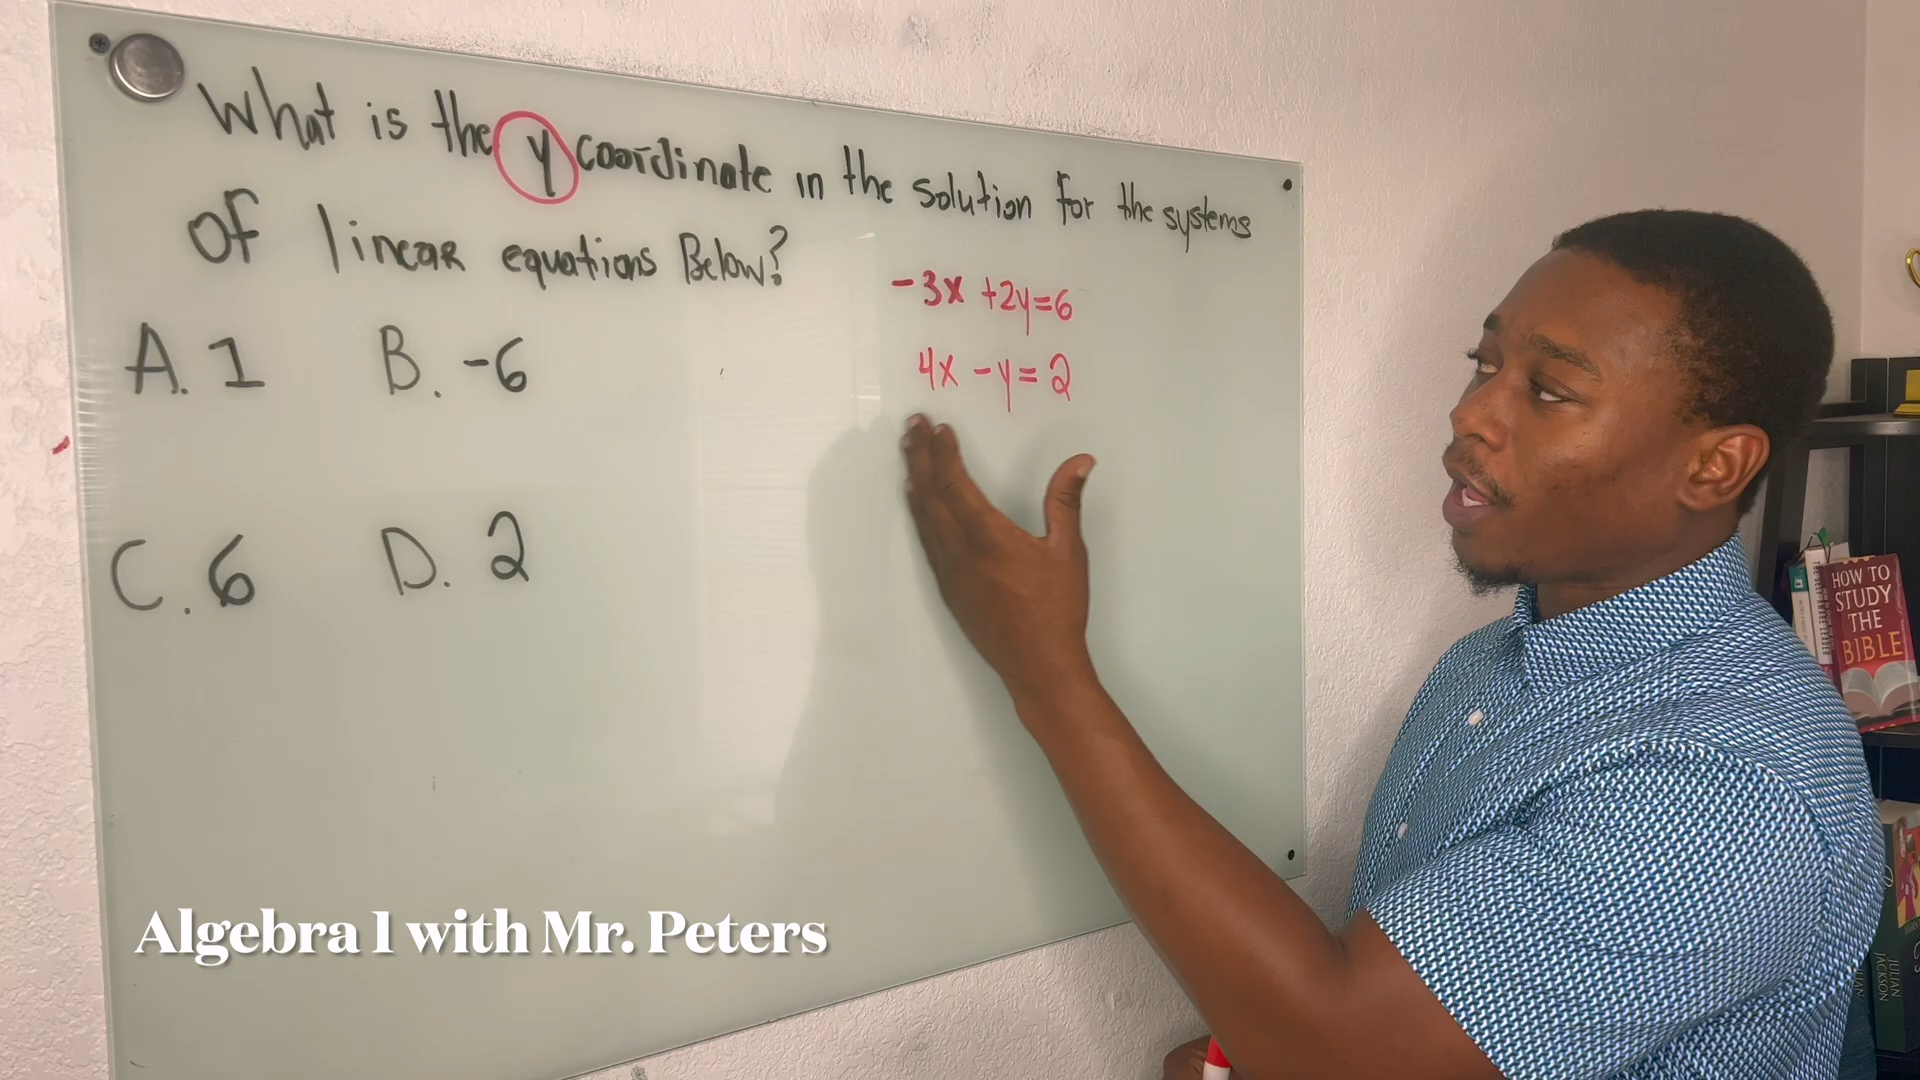 What is the y coordinate in the solution for the systems
of linear equations Below?
-3x +2y=6
4x -y= 2
A. 1 B. -6
C. 6 D. 2
Algebra 1 with Mr. Peters
HOW TO
STUDY
THE
BIBLE
JULIAN
JACKSON